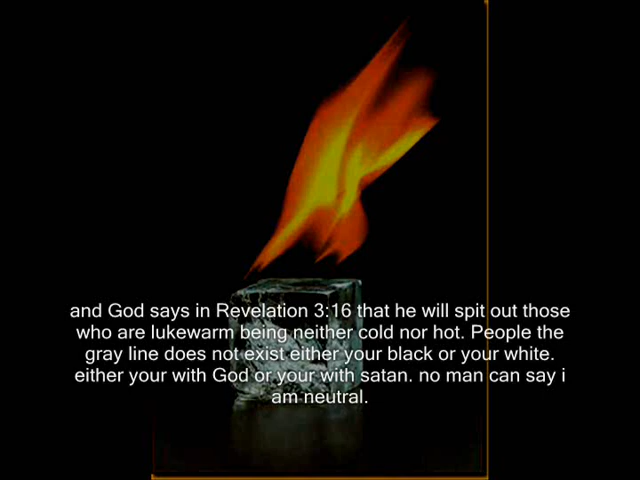 and God says in Revelation 3:16 that he will spit out those
who are lukewarm being neither cold nor hot. People the
gray line does not exist either your black or your white.
either your with God or your with satan. no man can say i
am neutral.